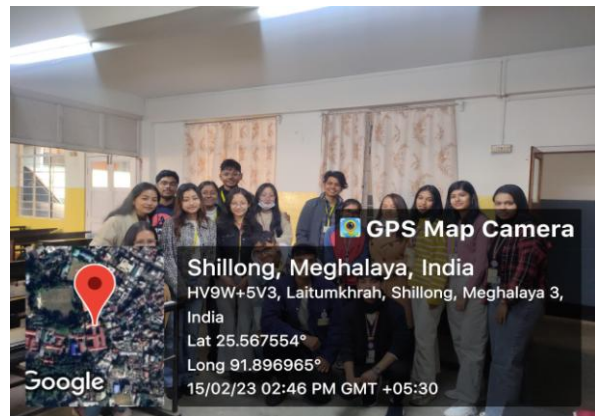 GPS Map Camera
Shillong, Meghalaya, India
HV9W+5V3, Laitumkhrah, Shillong, Meghalaya 3,
India
Lat 25.567554°
Long 91.896965°
15/02/23 02:46 PM GMT +05:30
Google